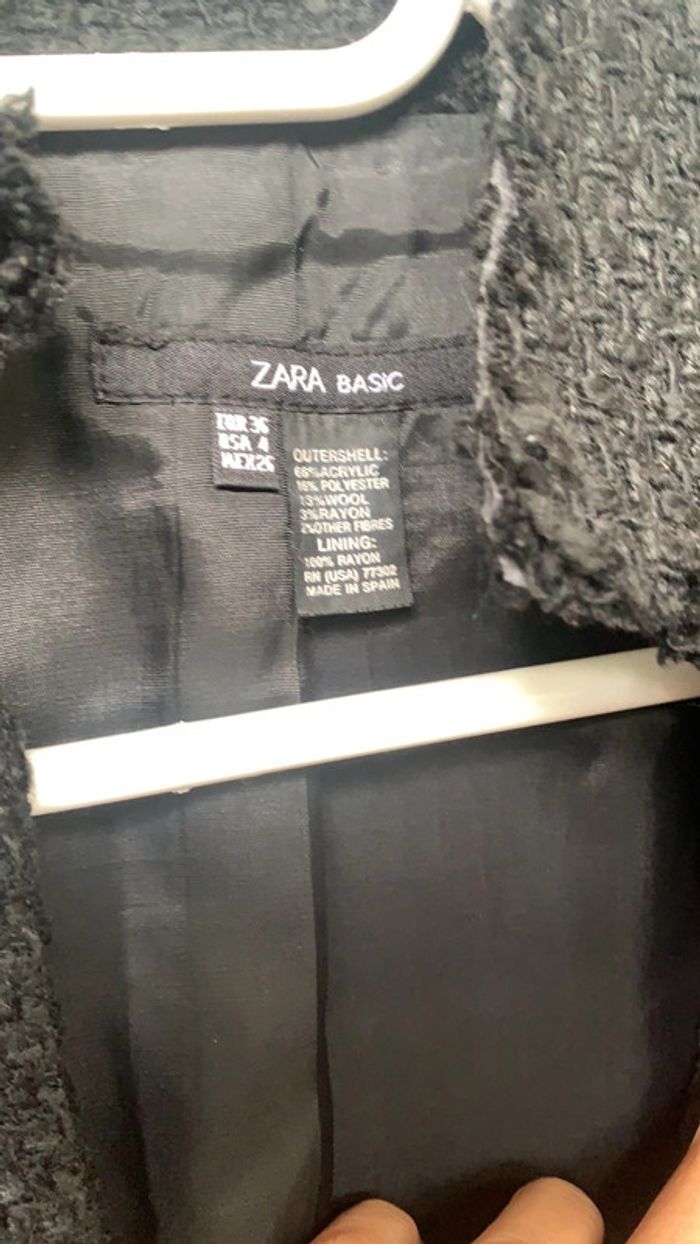 ZARA BASIC
EUR 36
USA 4
MEX 26
OUTERSHELL:
66% ACRYLIC
16% POLYESTER
13% WOOL
3% RAYON
2% OTHER FIBRES
LINING:
100% RAYON
RN (USA) 77302
MADE IN SPAIN